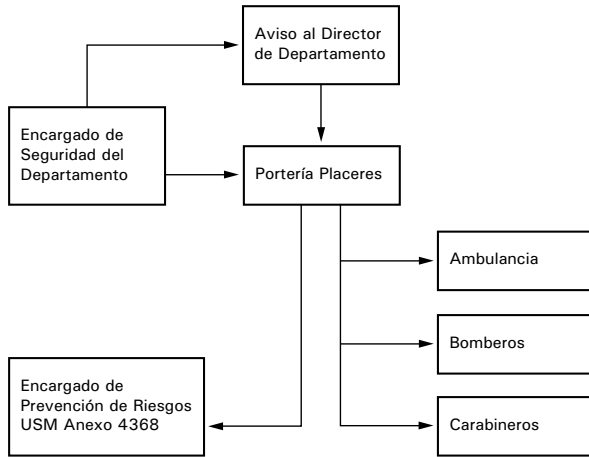 Aviso al Director
de Departamento
Encargado de
Seguridad del
Departamento
Portería Placeres
Ambulancia
Bomberos
Encargado de
Prevención de Riesgos
USM Anexo 4368
Carabineros